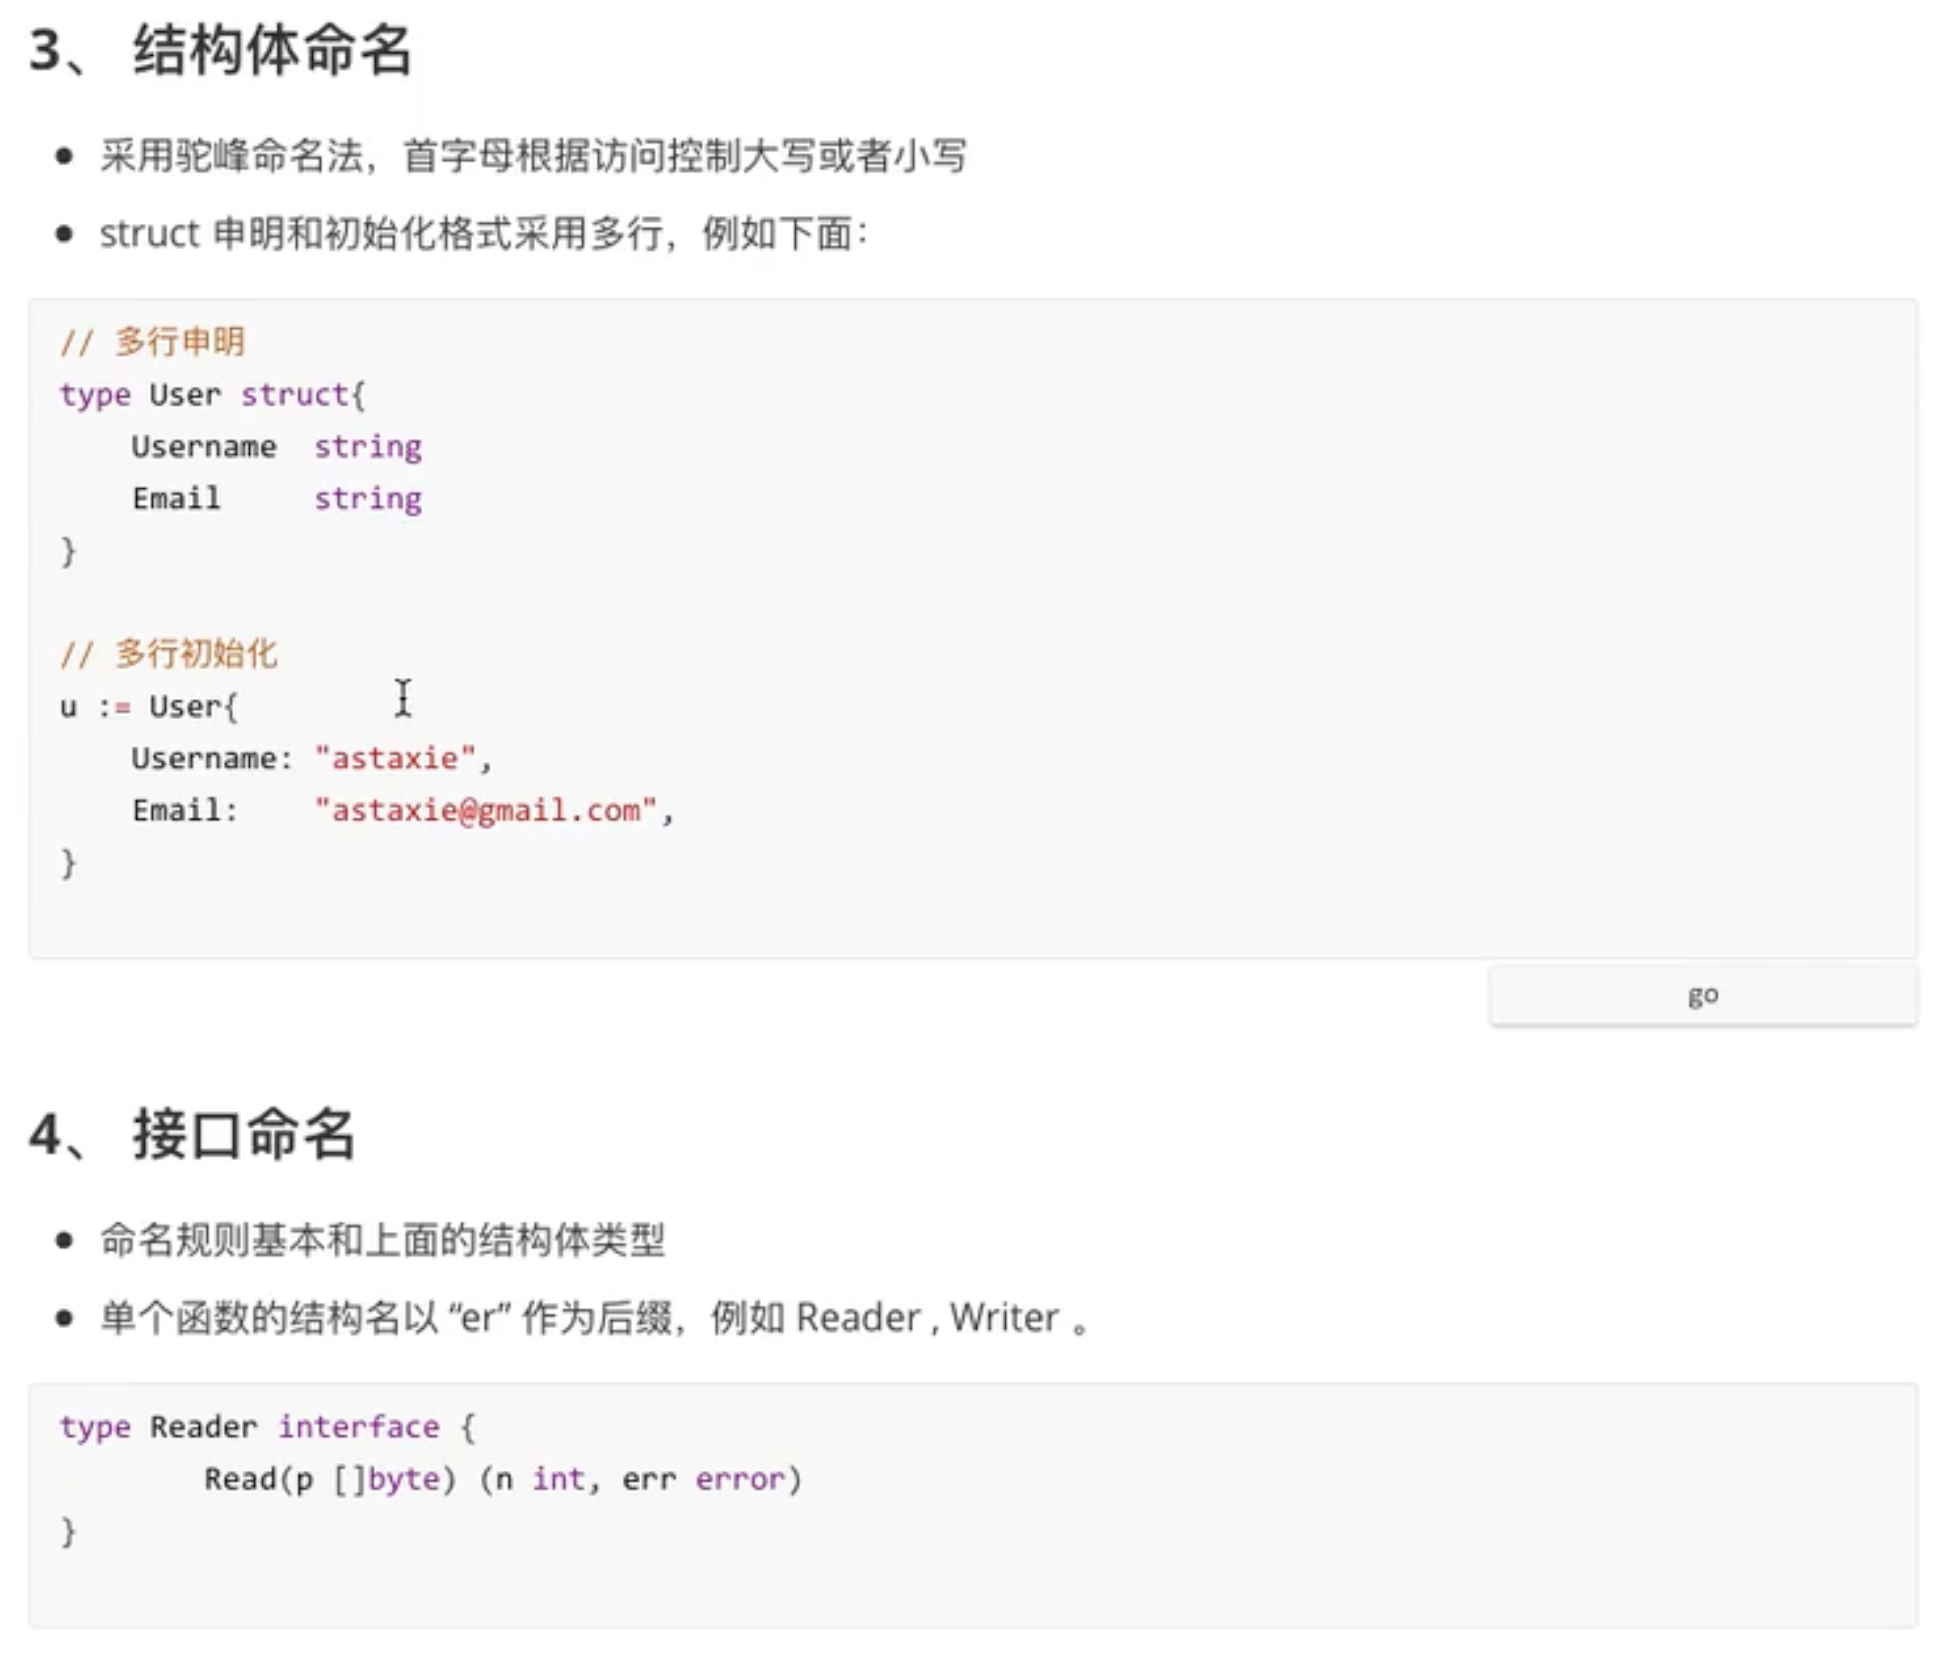 3、 结构体命名
• 采用驼峰命名法，首字母根据访问控制大写或者小写
• struct 申明和初始化格式采用多行，例如下面：
// 多行申明
type User struct{
    Username  string
    Email     string
}
// 多行初始化
u := User{
    Username: "astaxie",
    Email:    "astaxie@gmail.com",
}
go
4、 接口命名
• 命名规则基本和上面的结构体类型
• 单个函数的结构名以 “er” 作为后缀，例如 Reader , Writer 。
type Reader interface {
        Read(p []byte) (n int, err error)
}